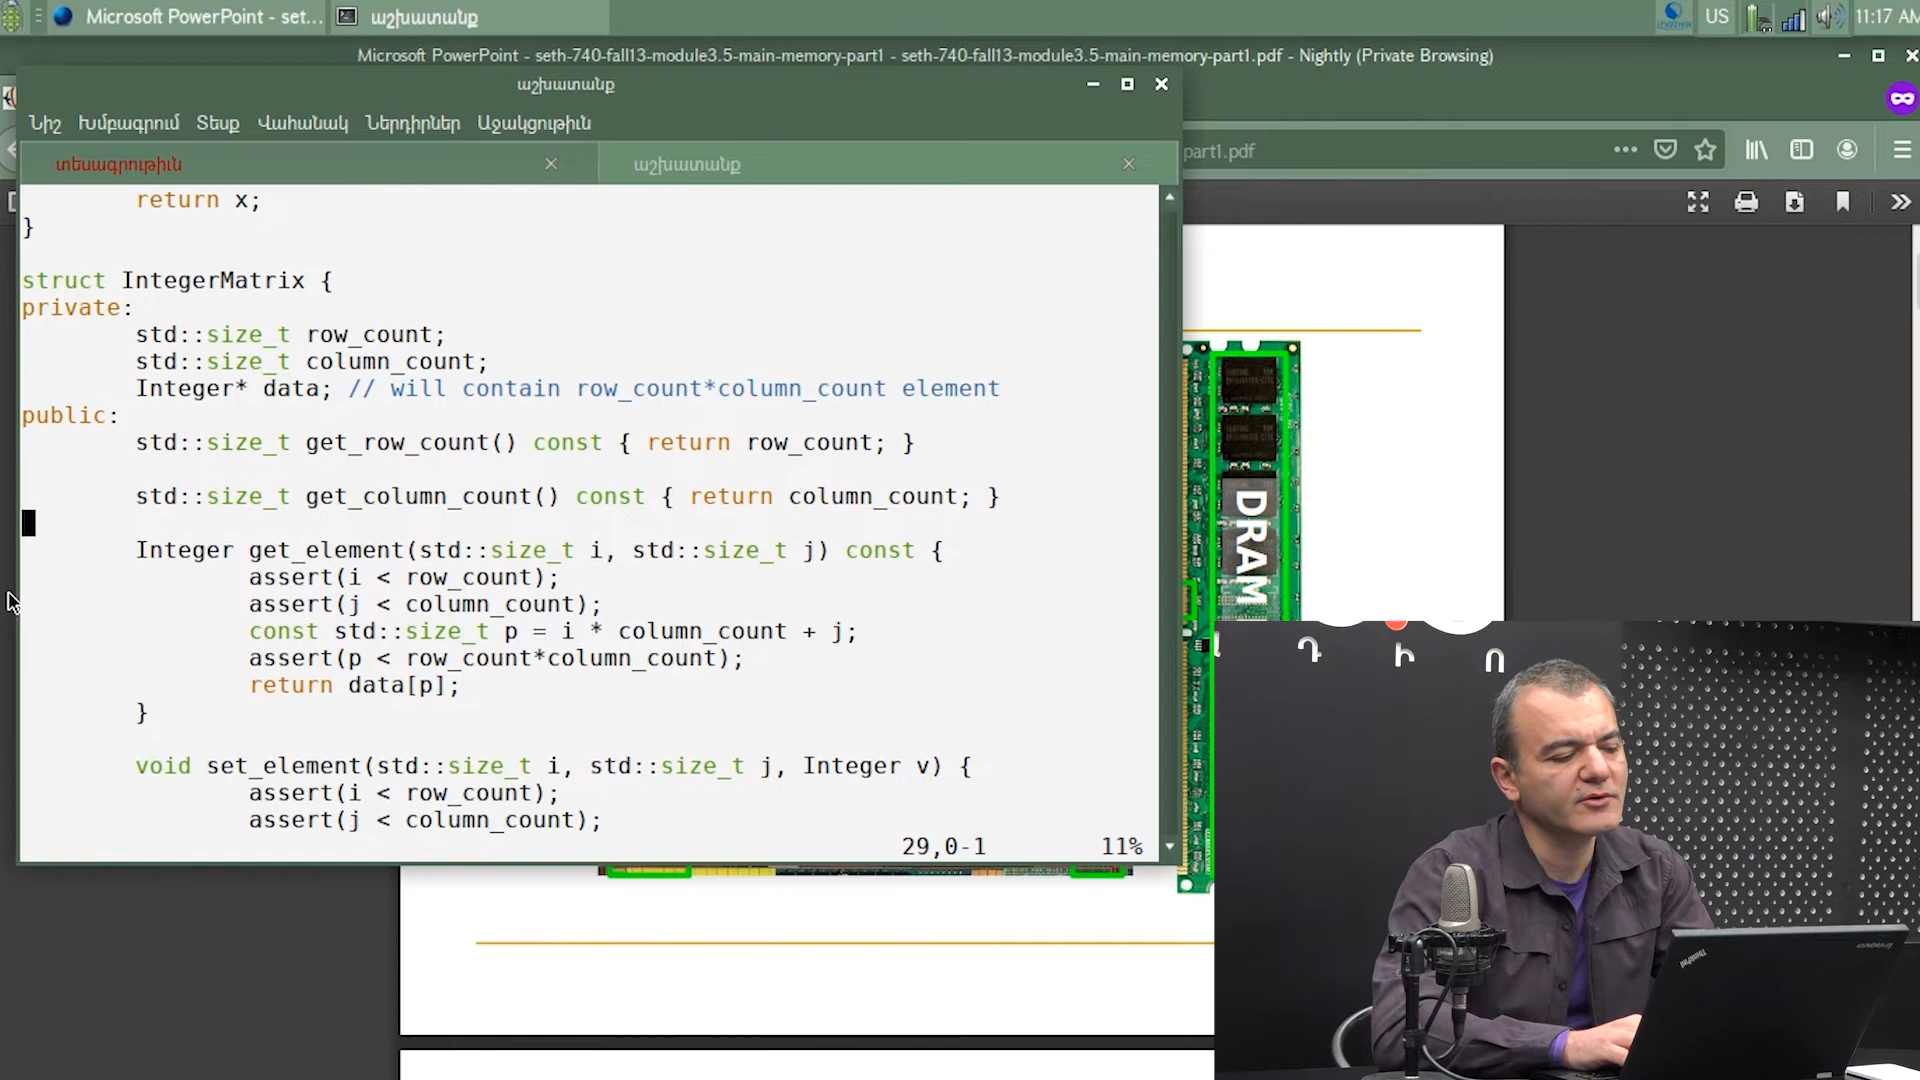 Microsoft PowerPoint - set...
աշխատանք
US
11:17 AM
Microsoft PowerPoint - seth-740-fall13-module3.5-main-memory-part1 - seth-740-fall13-module3.5-main-memory-part1.pdf - Nightly (Private Browsing)
աշխատանք
Նիշ Խմբագրում Տեսք Վահանակ Ներդիրներ Աջակցութիւն
part1.pdf
տեսագրութիւն
աշխատանք
return x;
}
struct IntegerMatrix {
private:
std::size_t row_count;
std::size_t column_count;
Integer* data; // will contain row_count*column_count element
public:
std::size_t get_row_count() const { return row_count; }
std::size_t get_column_count() const { return column_count; }
Integer get_element(std::size_t i, std::size_t j) const {
assert(i < row_count);
assert(j < column_count);
const std::size_t p = i * column_count + j;
assert(p < row_count*column_count);
return data[p];
}
void set_element(std::size_t i, std::size_t j, Integer v) {
assert(i < row_count);
assert(j < column_count);
29,0-1 11%
DRAM
Դ Ի Ո
ThinkPad
lenovo